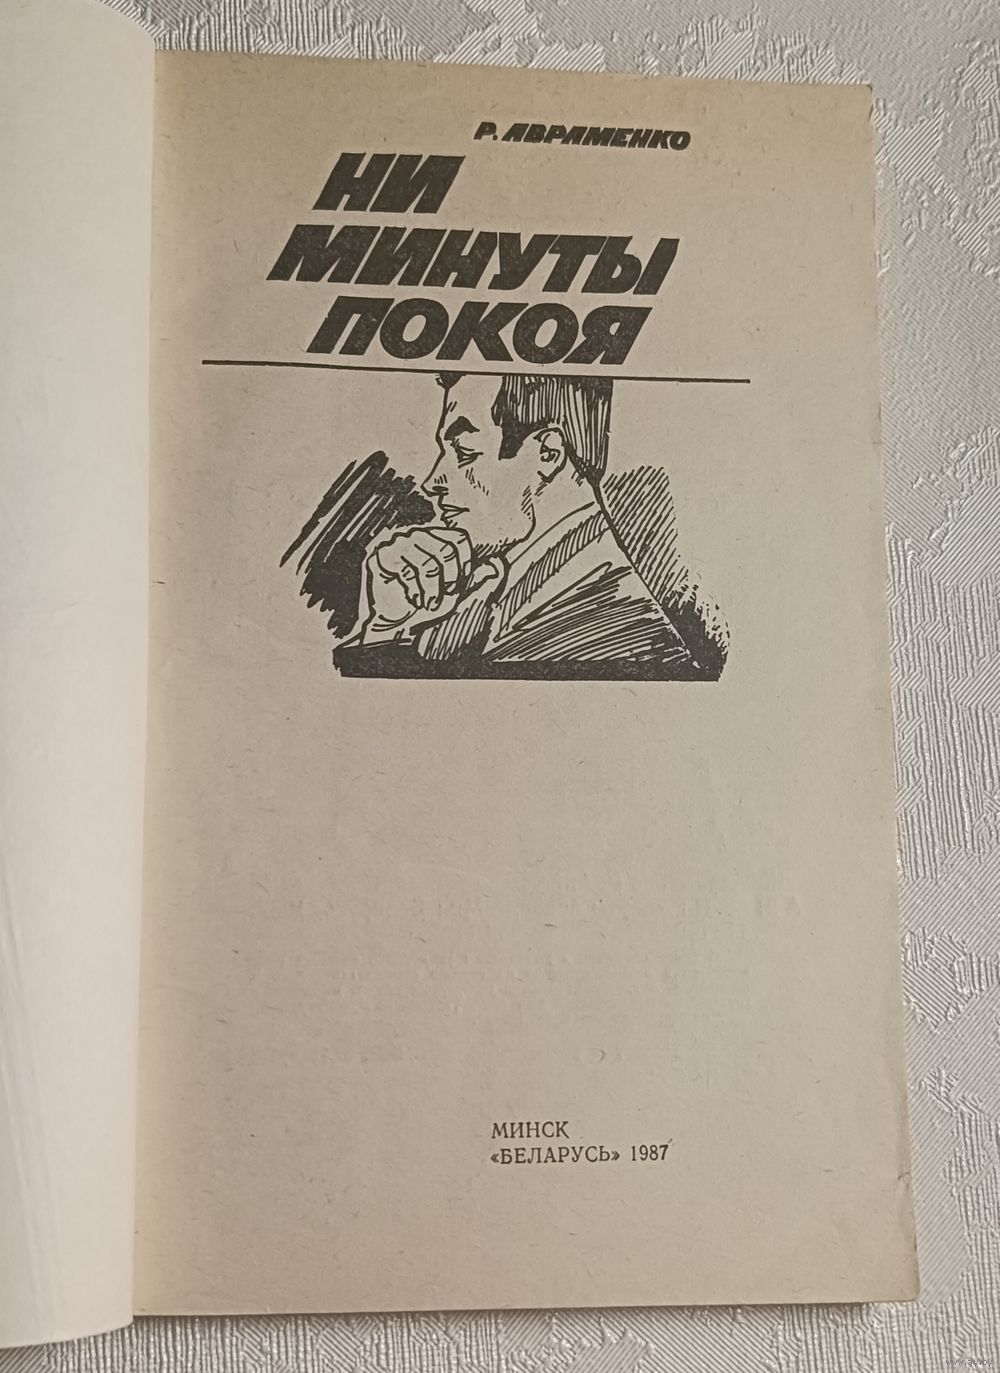 Р. АВРАМЕНКО
НИ
МИНУТЫ
ПОКОЯ
МИНСК
«БЕЛАРУСЬ» 1987